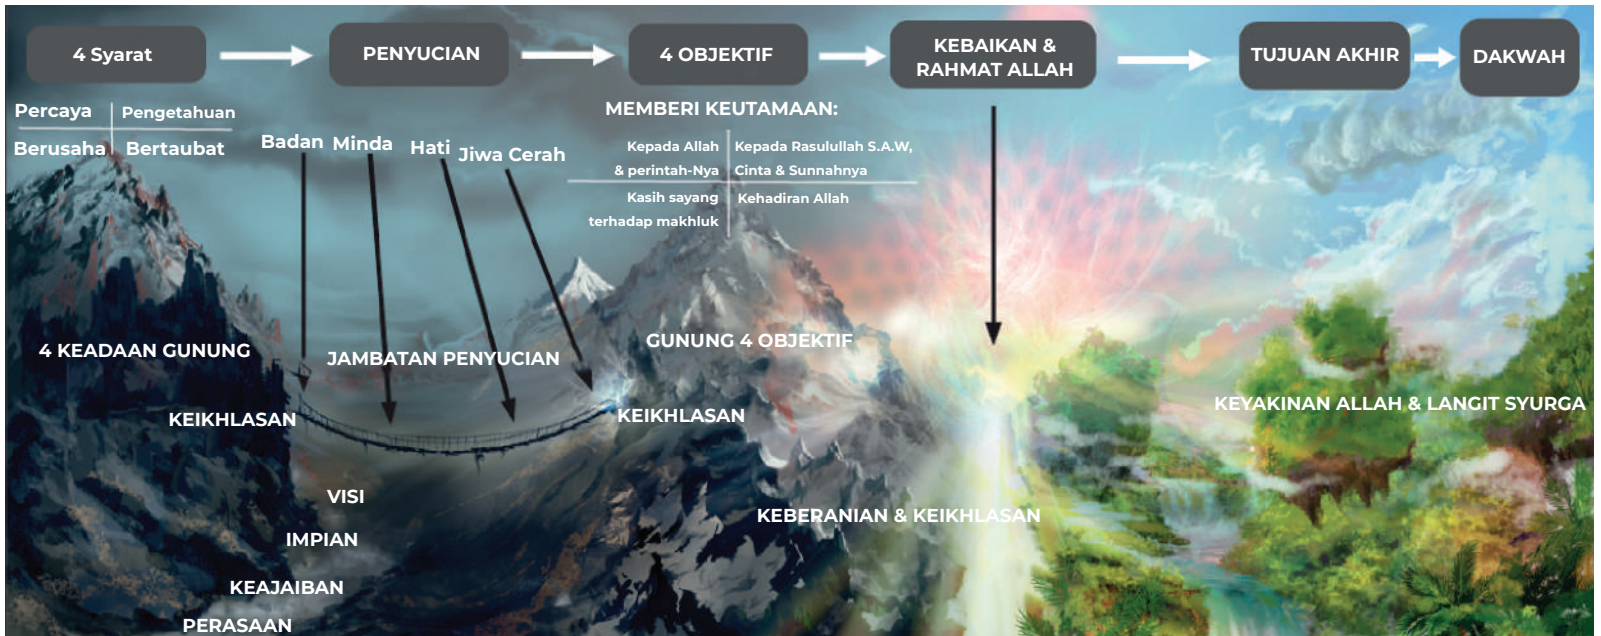 4 Syarat
PENYUCIAN
4 OBJEKTIF
KEBAIKAN &
RAHMAT ALLAH
TUJUAN AKHIR
DAKWAH
Percaya
Pengetahuan
Berusaha
Bertaubat
Badan
Minda
Hati
Jiwa Cerah
MEMBERI KEUTAMAAN:
Kepada Allah
& perintah-Nya
Kepada Rasulullah S.A.W,
Cinta & Sunnahnya
Kasih sayang
terhadap makhluk
Kehadiran Allah
4 KEADAAN GUNUNG
JAMBATAN PENYUCIAN
GUNUNG 4 OBJEKTIF
KEIKHLASAN
KEIKHLASAN
KEYAKINAN ALLAH & LANGIT SYURGA
VISI
IMPIAN
KEAJAIBAN
PERASAAN
KEBERANIAN & KEIKHLASAN